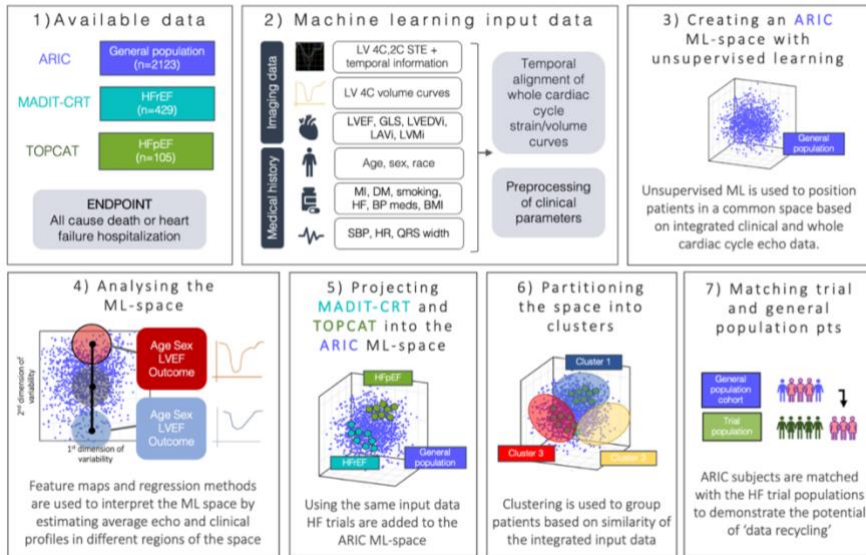 1)Available data
ARIC
General population
(n=2123)
MADIT-CRT
HFrEF
(n=429)
TOPCAT
HFpEF
(n=105)
ENDPOINT
All cause death or heart
failure hospitalization
2) Machine learning input data
Imaging data
LV 4C,2C STE +
temporal information
LV 4C volume curves
LVEF, GLS, LVEDVi,
LAVi, LVMi
Medical history
Age, sex, race
MI, DM, smoking,
HF, BP meds, BMI
SBP, HR, QRS width
Temporal
alignment of
whole cardiac
cycle
strain/volume
curves
Preprocessing
of clinical
parameters
3) Creating an ARIC
ML-space with
unsupervised learning
General
population
Unsupervised ML is used to position
patients in a common space based
on integrated clinical and whole
cardiac cycle echo data.
4) Analysing the
ML-space
2nd dimension of
variability
Age Sex
LVEF
Outcome
Age Sex
LVEF
Outcome
1st dimension of
variability
Feature maps and regression methods
are used to interpret the ML space by
estimating average echo and clinical
profiles in different regions of the space
5) Projecting
MADIT-CRT and
TOPCAT into the
ARIC ML-space
HFpEF
HFrEF
General
population
Using the same input data
HF trials are added to the
ARIC ML-space
6) Partitioning
the space into
clusters
Cluster 1
Cluster 3
Clustering is used to group
patients based on similarity of
the integrated input data
7) Matching trial
and general
population pts
General
population
cohort
Trial
population
ARIC subjects are matched
with the HF trial populations
to demonstrate the potential
of ‘data recycling’